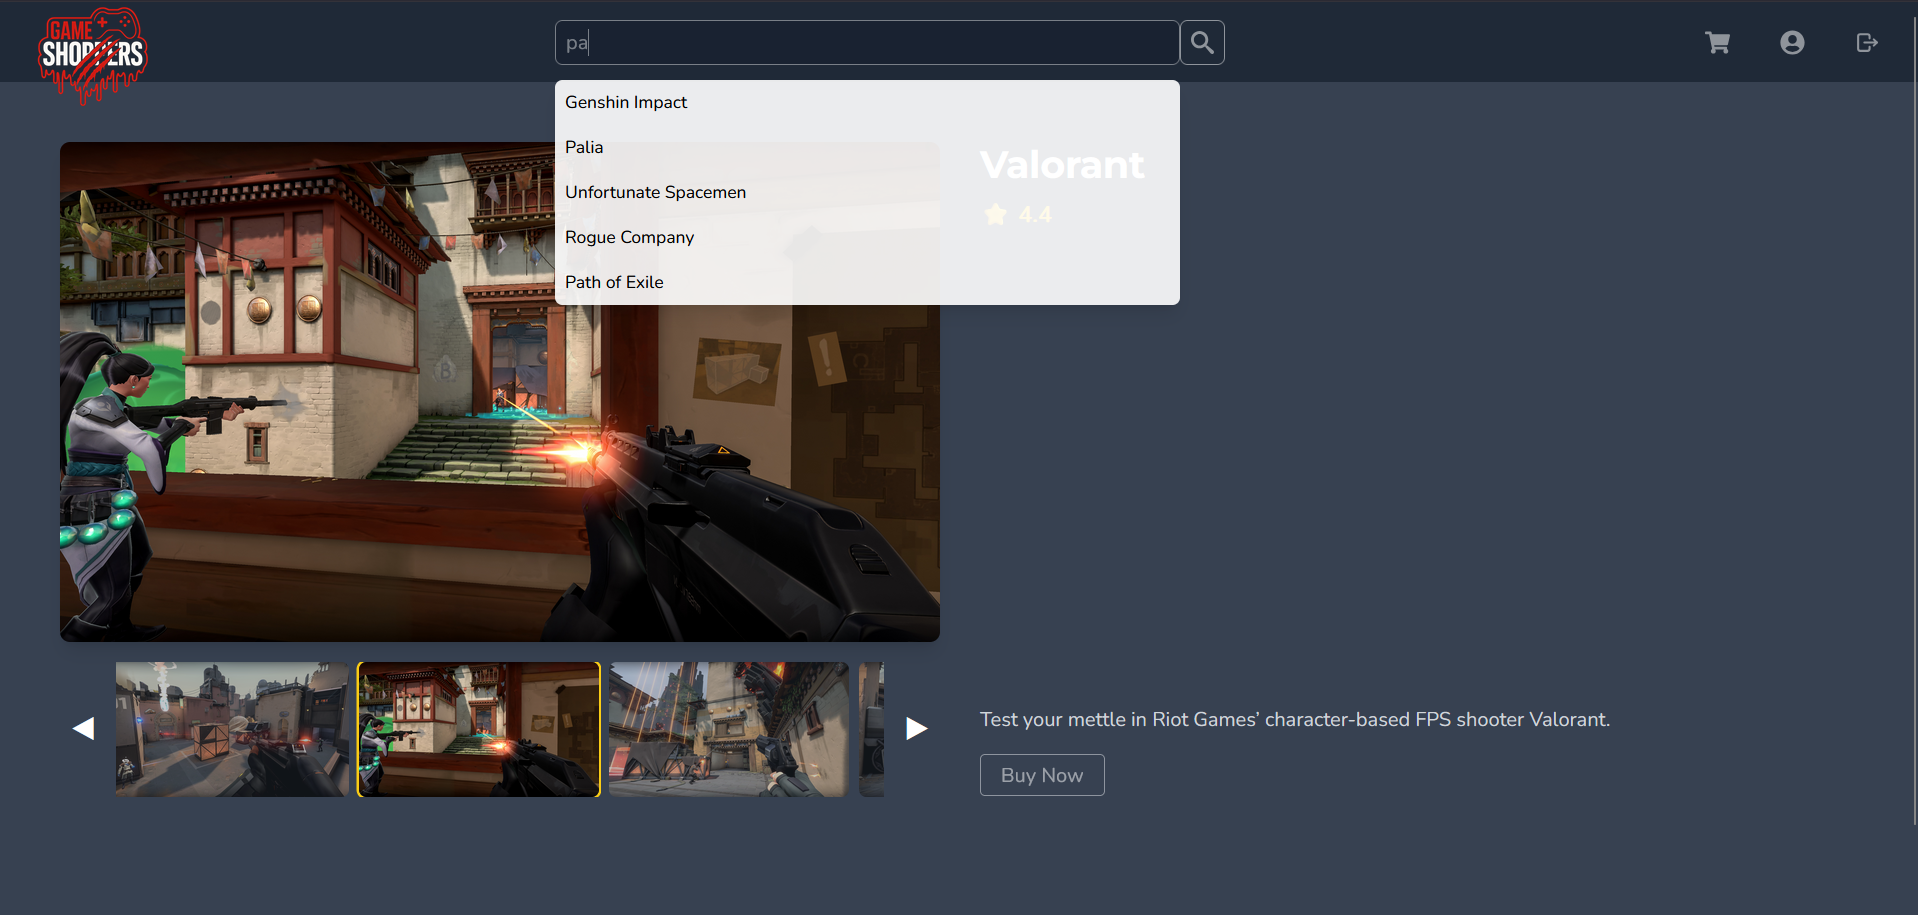 GAME
SHOPPERS
pa
Genshin Impact
Palia
Unfortunate Spacemen
Rogue Company
Path of Exile
Valorant
4.4
B
Test your mettle in Riot Games’ character-based FPS shooter Valorant.
Buy Now